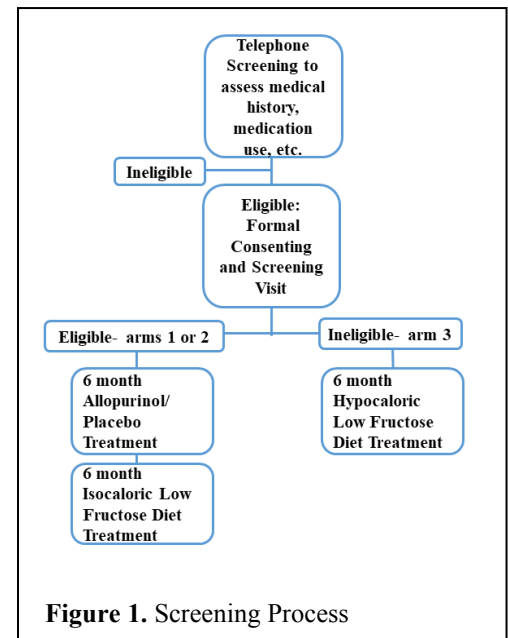 Telephone
Screening to
assess medical
history,
medication
use, etc.
Ineligible
Eligible:
Formal
Consenting
and Screening
Visit
Eligible- arms 1 or 2
Ineligible- arm 3
6 month
Allopurinol/
Placebo
Treatment
6 month
Hypocaloric
Low Fructose
Diet Treatment
6 month
Isocaloric Low
Fructose Diet
Treatment
Figure 1. Screening Process